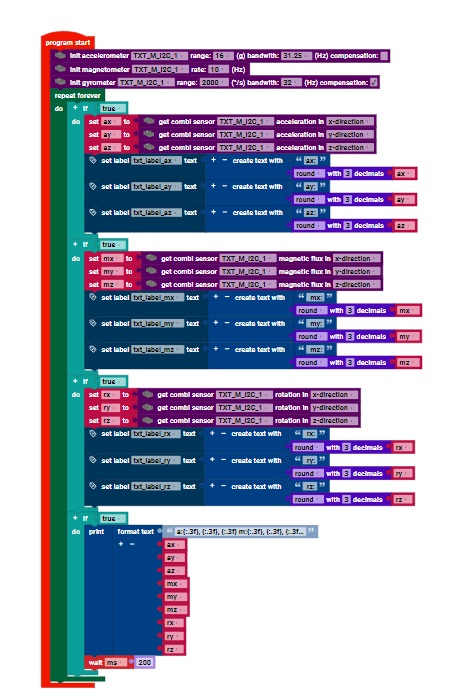 program start
init accelerometer TXT_M_I2C_1 range: 16 (g) bandwith: 31.25 (Hz) compensation:
init magnetometer TXT_M_I2C_1 rate: 10 (Hz)
init gyrometer TXT_M_I2C_1 range: 2000 (°/s) bandwith: 32 (Hz) compensation: ✓
repeat forever
do + if true
do set ax to get combi sensor TXT_M_I2C_1 acceleration in x-direction
set ay to get combi sensor TXT_M_I2C_1 acceleration in y-direction
set az to get combi sensor TXT_M_I2C_1 acceleration in z-direction
set label txt_label_ax text + − create text with “ ax: ”
round with 3 decimals ax
set label txt_label_ay text + − create text with “ ay: ”
round with 3 decimals ay
set label txt_label_az text + − create text with “ az: ”
round with 3 decimals az
+ if true
do set mx to get combi sensor TXT_M_I2C_1 magnetic flux in x-direction
set my to get combi sensor TXT_M_I2C_1 magnetic flux in y-direction
set mz to get combi sensor TXT_M_I2C_1 magnetic flux in z-direction
set label txt_label_mx text + − create text with “ mx: ”
round with 3 decimals mx
set label txt_label_my text + − create text with “ my: ”
round with 3 decimals my
set label txt_label_mz text + − create text with “ mz: ”
round with 3 decimals mz
+ if true
do set rx to get combi sensor TXT_M_I2C_1 rotation in x-direction
set ry to get combi sensor TXT_M_I2C_1 rotation in y-direction
set rz to get combi sensor TXT_M_I2C_1 rotation in z-direction
set label txt_label_rx text + − create text with “ rx: ”
round with 3 decimals rx
set label txt_label_ry text + − create text with “ ry: ”
round with 3 decimals ry
set label txt_label_rz text + − create text with “ rz: ”
round with 3 decimals rz
+ if true
do print format text “ a:{:.3f}, {:.3f}, {:.3f} m:{:.3f}, {:.3f}, {:.3f}... ”
+ − ax
ay
az
mx
my
mz
rx
ry
rz
wait ms 200